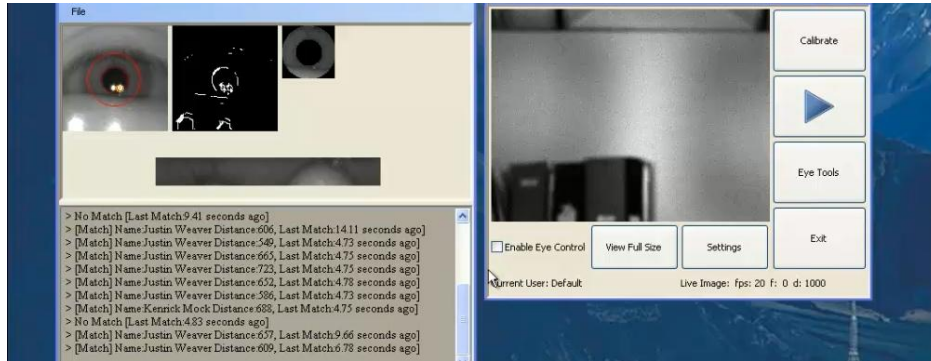 File
> No Match [Last Match:9.41 seconds ago]
> [Match] Name:Justin Weaver Distance:606, Last Match:14.11 seconds ago]
> [Match] Name:Justin Weaver Distance:549, Last Match:4.73 seconds ago]
> [Match] Name:Justin Weaver Distance:665, Last Match:4.75 seconds ago]
> [Match] Name:Justin Weaver Distance:723, Last Match:4.75 seconds ago]
> [Match] Name:Justin Weaver Distance:652, Last Match:4.78 seconds ago]
> [Match] Name:Justin Weaver Distance:586, Last Match:4.73 seconds ago]
> [Match] Name:Kenrick Mock Distance:688, Last Match:4.75 seconds ago]
> No Match [Last Match:4.83 seconds ago]
> [Match] Name:Justin Weaver Distance:657, Last Match:9.66 seconds ago]
> [Match] Name:Justin Weaver Distance:609, Last Match:6.78 seconds ago]
Calibrate
Eye Tools
Enable Eye Control
View Full Size
Settings
Exit
Current User: Default
Live Image: fps: 20 f: 0 d: 1000